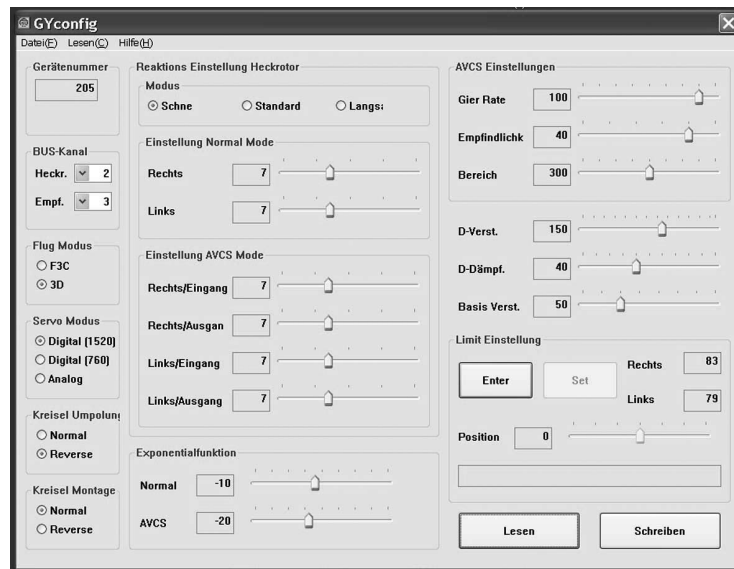 GYconfig
Datei(F) Lesen(C) Hilfe(H)
Gerätenummer
205
BUS-Kanal
Heckr. 2
Empf. 3
Flug Modus
F3C
3D
Servo Modus
Digital (1520)
Digital (760)
Analog
Kreisel Umpolung
Normal
Reverse
Kreisel Montage
Normal
Reverse
Reaktions Einstellung Heckrotor
Modus
Schne Standard Langsa
Einstellung Normal Mode
Rechts 7
Links 7
Einstellung AVCS Mode
Rechts/Eingang 7
Rechts/Ausgan 7
Links/Eingang 7
Links/Ausgang 7
Exponentialfunktion
Normal -10
AVCS -20
AVCS Einstellungen
Gier Rate 100
Empfindlichk 40
Bereich 300
D-Verst. 150
D-Dämpf. 40
Basis Verst. 50
Limit Einstellung
Enter Set
Rechts 83
Links 79
Position 0
Lesen Schreiben